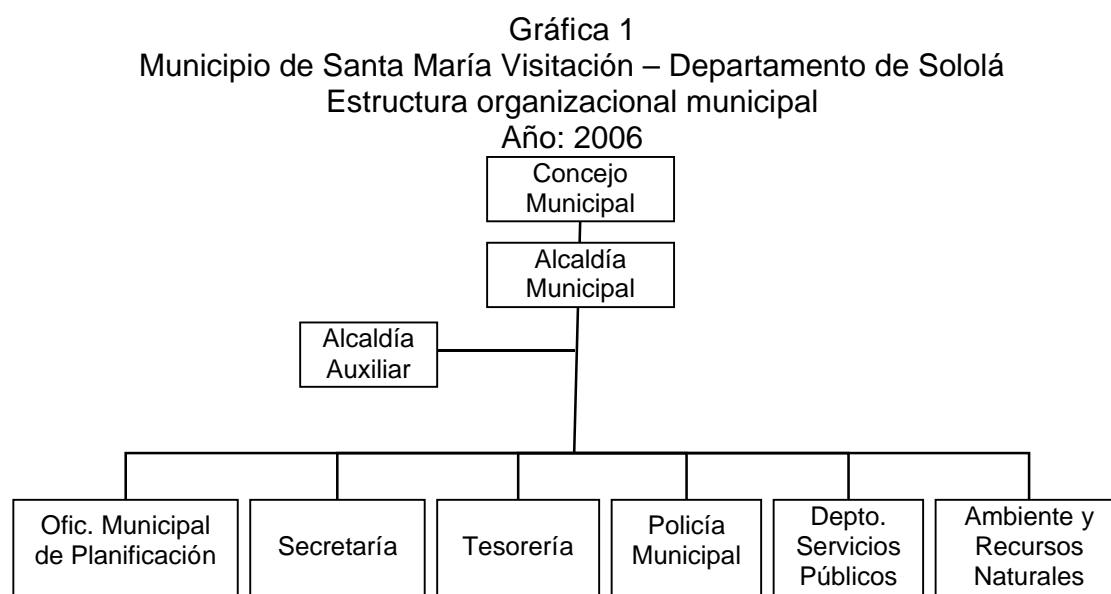 Gráfica 1
Municipio de Santa María Visitación – Departamento de Sololá
Estructura organizacional municipal
Año: 2006
Concejo
Municipal
Alcaldía
Municipal
Alcaldía
Auxiliar
Ofic. Municipal
de Planificación
Secretaría
Tesorería
Policía
Municipal
Depto.
Servicios
Públicos
Ambiente y
Recursos
Naturales